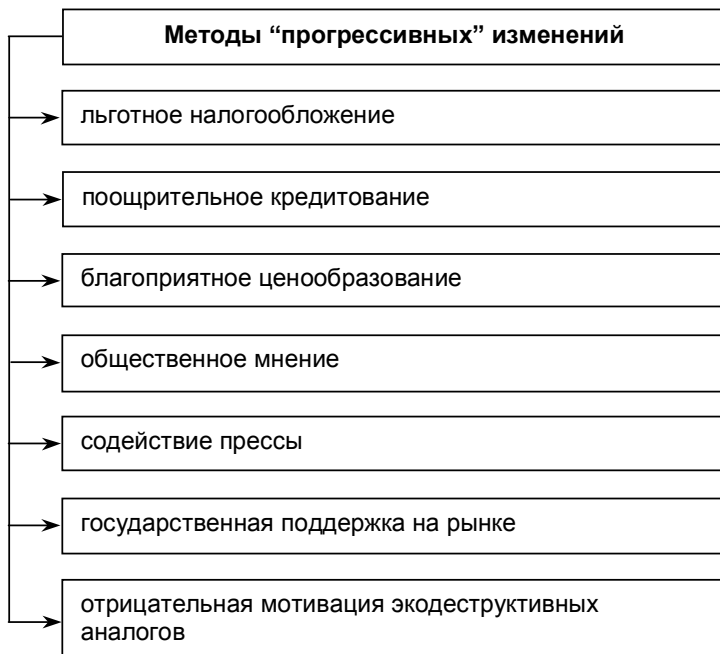 Методы “прогрессивных” изменений
льготное налогообложение
поощрительное кредитование
благоприятное ценообразование
общественное мнение
содействие прессы
государственная поддержка на рынке
отрицательная мотивация экодеструктивных
аналогов